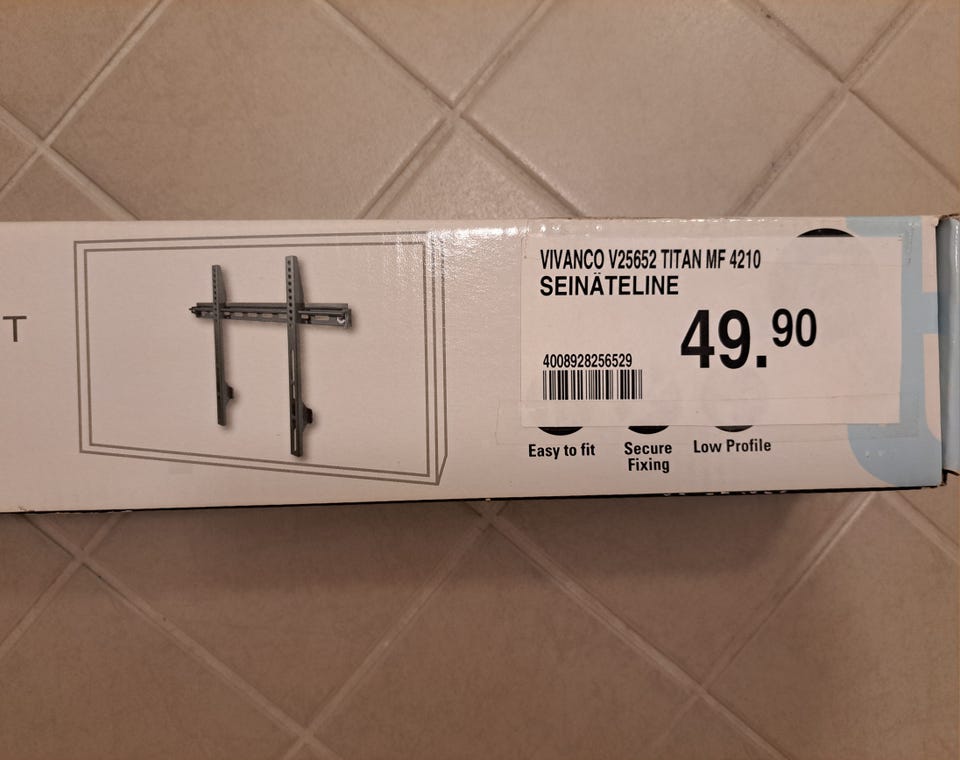 T
VIVANCO V25652 TITAN MF 4210
SEINÄTELINE
49.90
4008928256529
Easy to fit
Secure
Fixing
Low Profile